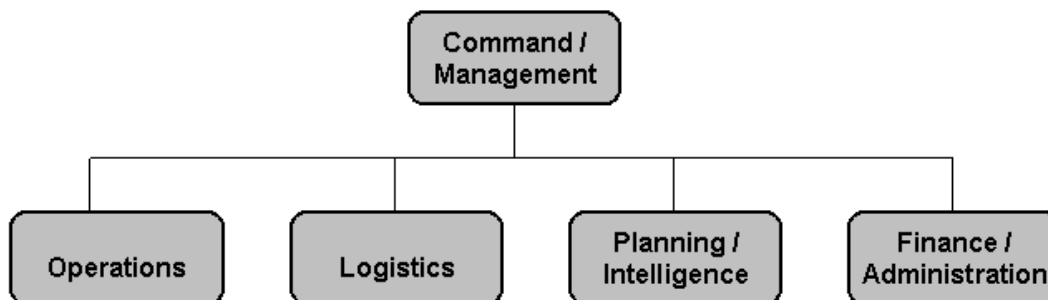 Command /
Management
Operations
Logistics
Planning /
Intelligence
Finance /
Administration